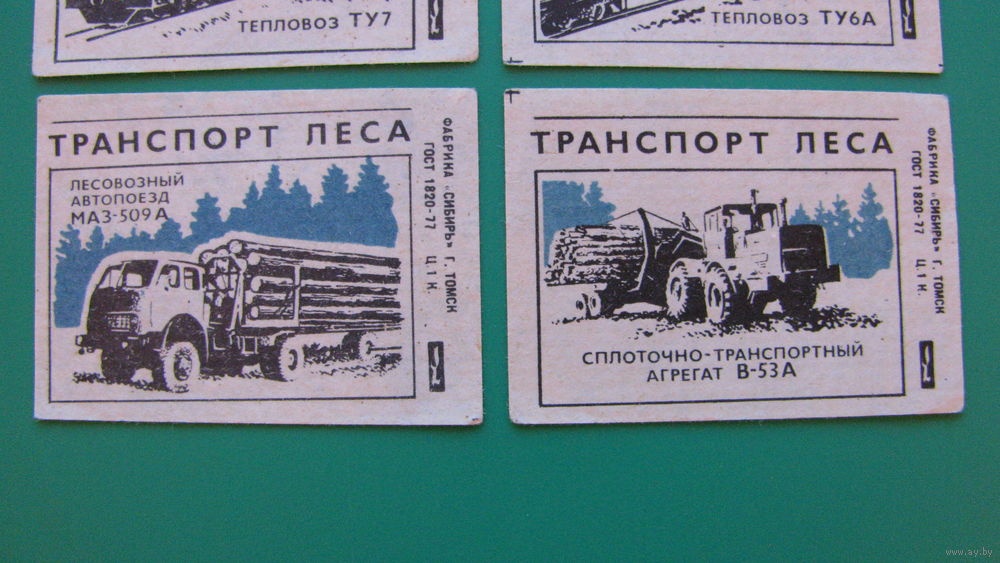 ТЕПЛОВОЗ ТУ7
ТЕПЛОВОЗ ТУ6А
ТРАНСПОРТ ЛЕСА
ЛЕСОВОЗНЫЙ
АВТОПОЕЗД
МАЗ-509А
ФАБРИКА „СИБИРЬ" Г. ТОМСК
ГОСТ 1820-77 Ц. 1 К.
ТРАНСПОРТ ЛЕСА
СПЛОТОЧНО-ТРАНСПОРТНЫЙ
АГРЕГАТ В-53А
ФАБРИКА „СИБИРЬ" Г. ТОМСК
ГОСТ 1820-77 Ц. 1 К.
www.ay.by